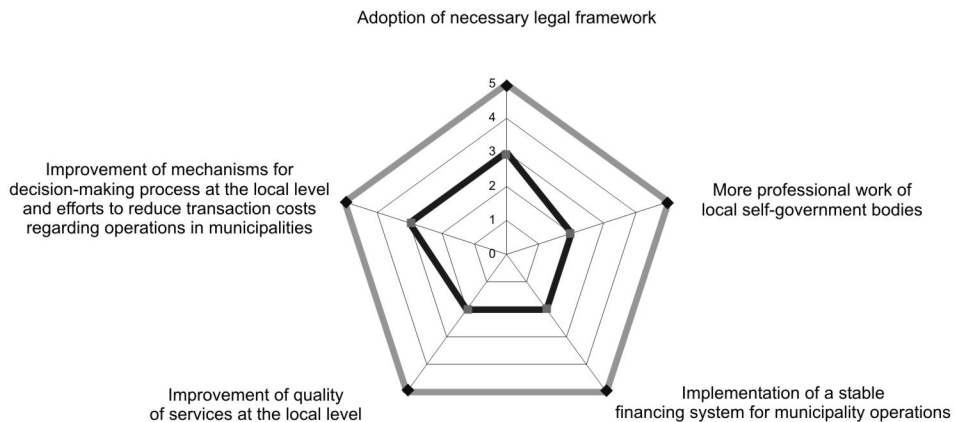 Adoption of necessary legal framework
5
4
3
2
1
0
Improvement of mechanisms for
decision-making process at the local level
and efforts to reduce transaction costs
regarding operations in municipalities
More professional work of
local self-government bodies
Improvement of quality
of services at the local level
Implementation of a stable
financing system for municipality operations